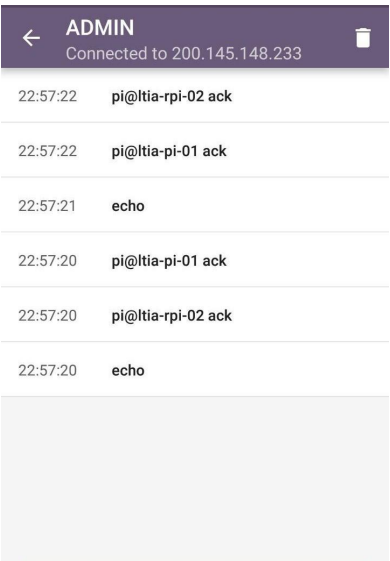 ADMIN
Connected to 200.145.148.233
22:57:22 pi@ltia-rpi-02 ack
22:57:22 pi@ltia-pi-01 ack
22:57:21 echo
22:57:20 pi@ltia-pi-01 ack
22:57:20 pi@ltia-rpi-02 ack
22:57:20 echo